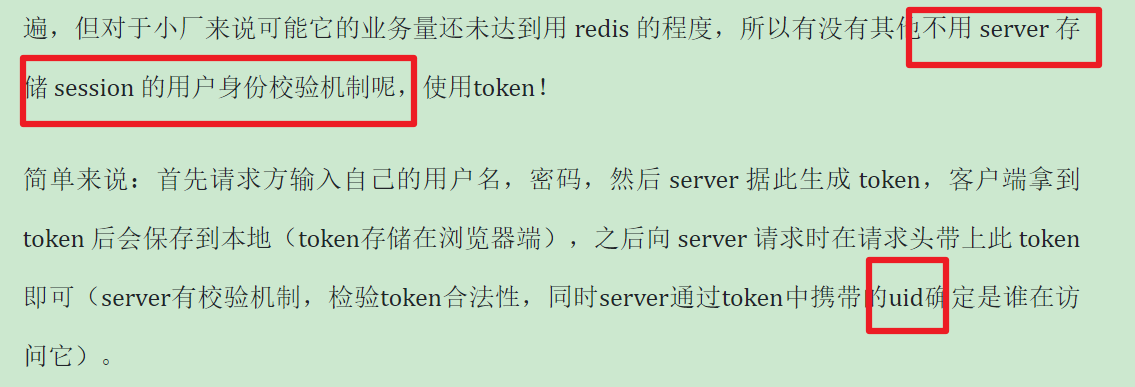 遍，但对于小厂来说可能它的业务量还未达到用 redis 的程度，所以有没有其他不用 server 存
储 session 的用户身份校验机制呢，使用token！
简单来说：首先请求方输入自己的用户名，密码，然后 server 据此生成 token，客户端拿到
token 后会保存到本地（token存储在浏览器端），之后向 server 请求时在请求头带上此 token
即可（server有校验机制，检验token合法性，同时server通过token中携带的uid确定是谁在访
问它）。